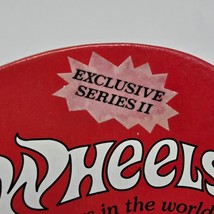 EXCLUSIVE
SERIES II
WHEELS
in the world